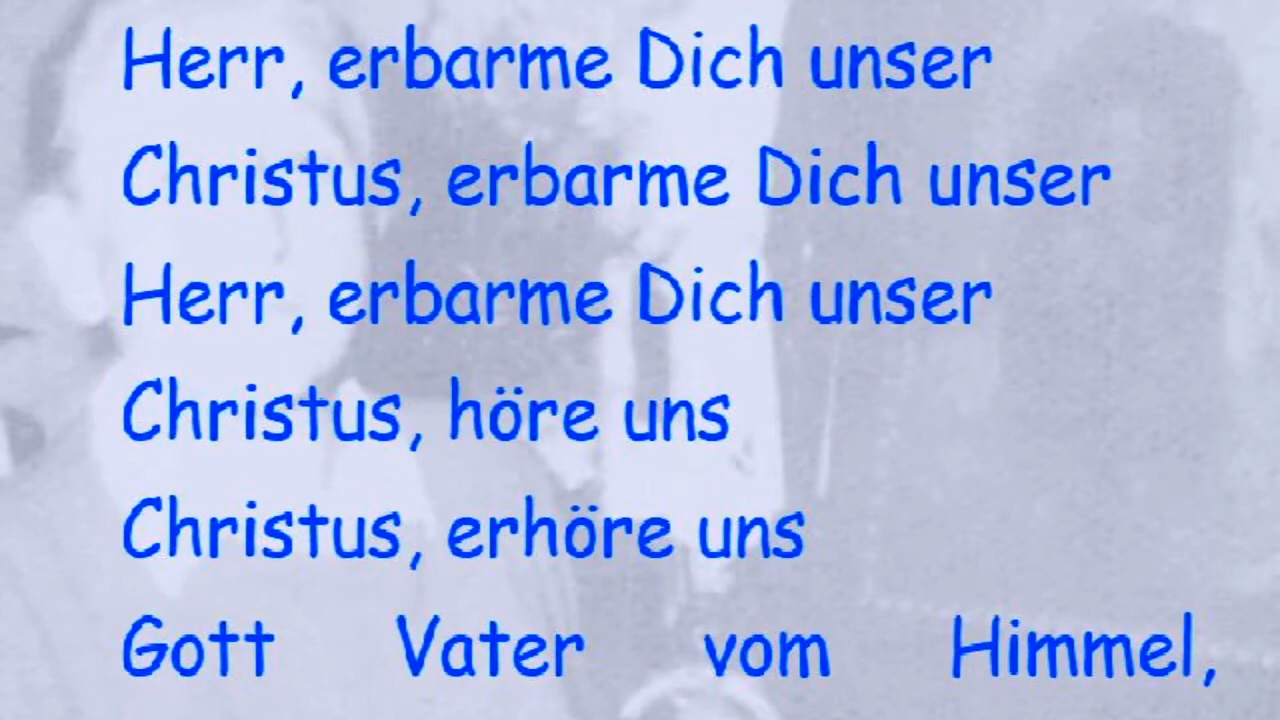 Herr, erbarme Dich unser
Christus, erbarme Dich unser
Herr, erbarme Dich unser
Christus, höre uns
Christus, erhöre uns
Gott Vater vom Himmel,